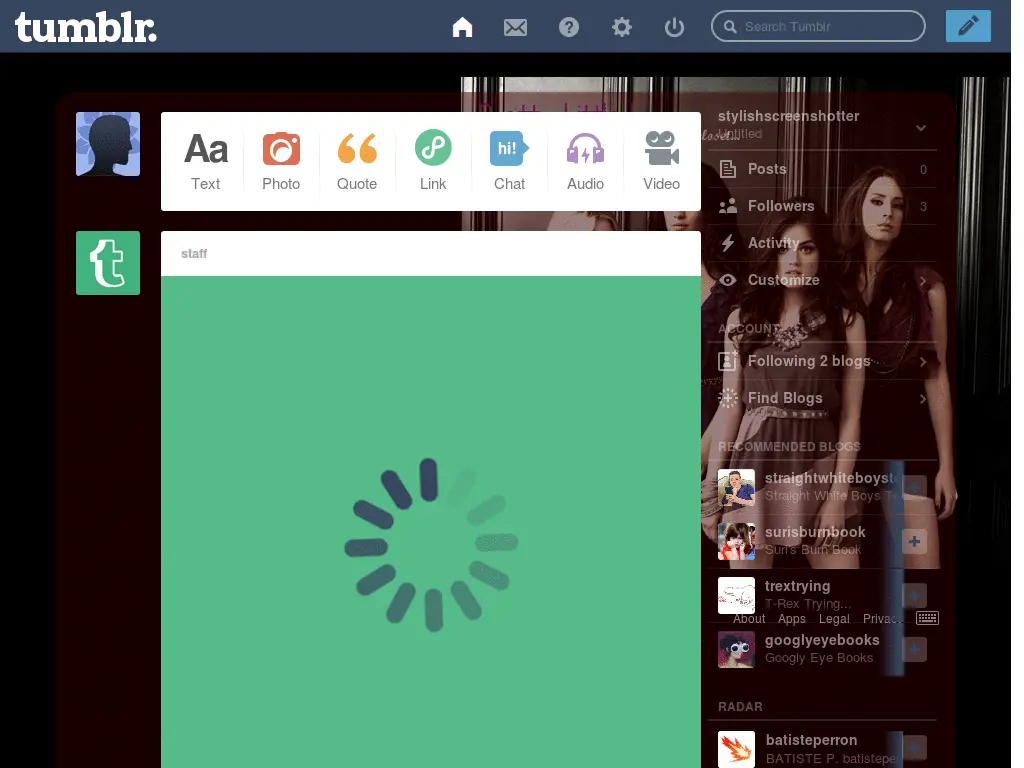 tumblr.
Search Tumblr
Aa
hi!
Text
Photo
Quote
Link
Chat
Audio
Video
staff
closet...
stylishscreenshotter
Untitled
Posts 0
Followers 3
Activity
Customize
ACCOUNT
Following 2 blogs
Find Blogs
RECOMMENDED BLOGS
straightwhiteboyst
Straight White Boys T
surisburnbook
Suri's Burn Book
trextrying
T-Rex Trying...
About Apps Legal Privac
googlyeyebooks
Googly Eye Books
RADAR
batisteperron
BATISTE P. batisteper